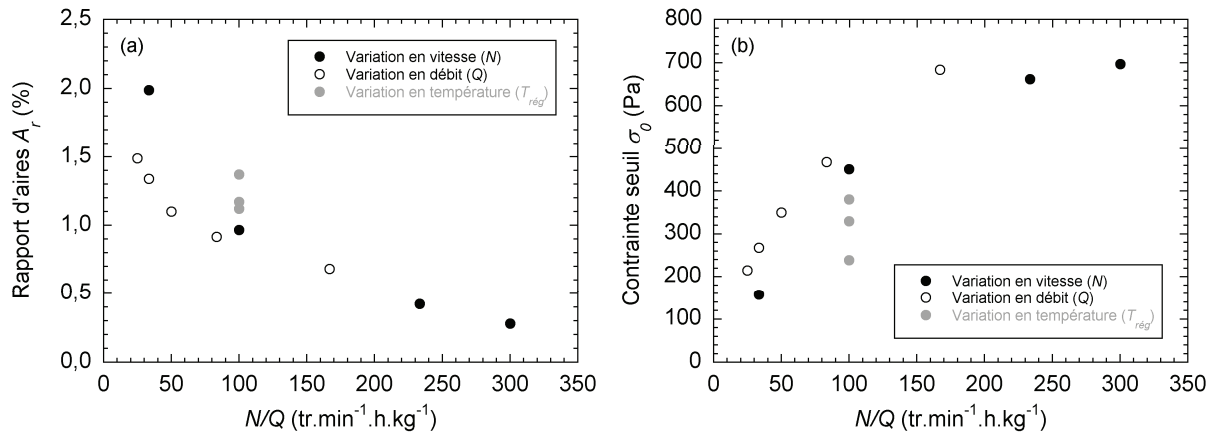 (a)
Variation en vitesse (N)
Variation en débit (Q)
Variation en température (T_rég)
Rapport d'aires A_r (%)
2,5
2,0
1,5
1,0
0,5
0,0
0 50 100 150 200 250 300 350
N/Q (tr.min⁻¹.h.kg⁻¹)
(b)
Variation en vitesse (N)
Variation en débit (Q)
Variation en température (T_rég)
Contrainte seuil σ_0 (Pa)
800
700
600
500
400
300
200
100
0
0 50 100 150 200 250 300 350
N/Q (tr.min⁻¹.h.kg⁻¹)